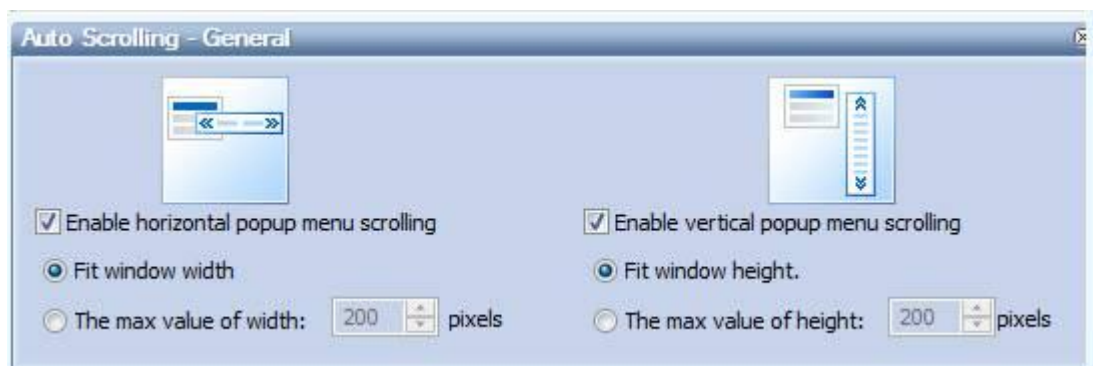 Auto Scrolling - General
Enable horizontal popup menu scrolling
Enable vertical popup menu scrolling
Fit window width
Fit window height.
The max value of width: 200 pixels
The max value of height: 200 pixels